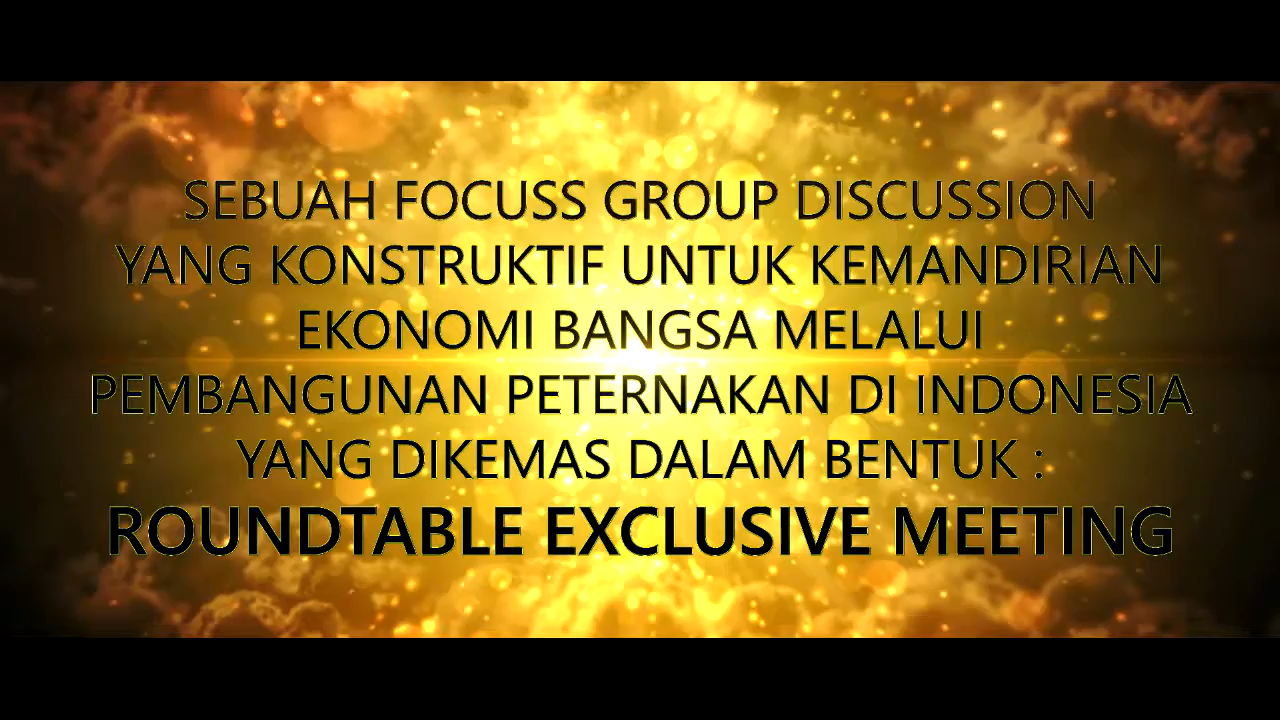 SEBUAH FOCUSS GROUP DISCUSSION
YANG KONSTRUKTIF UNTUK KEMANDIRIAN
EKONOMI BANGSA MELALUI
PEMBANGUNAN PETERNAKAN DI INDONESIA
YANG DIKEMAS DALAM BENTUK :
ROUNDTABLE EXCLUSIVE MEETING